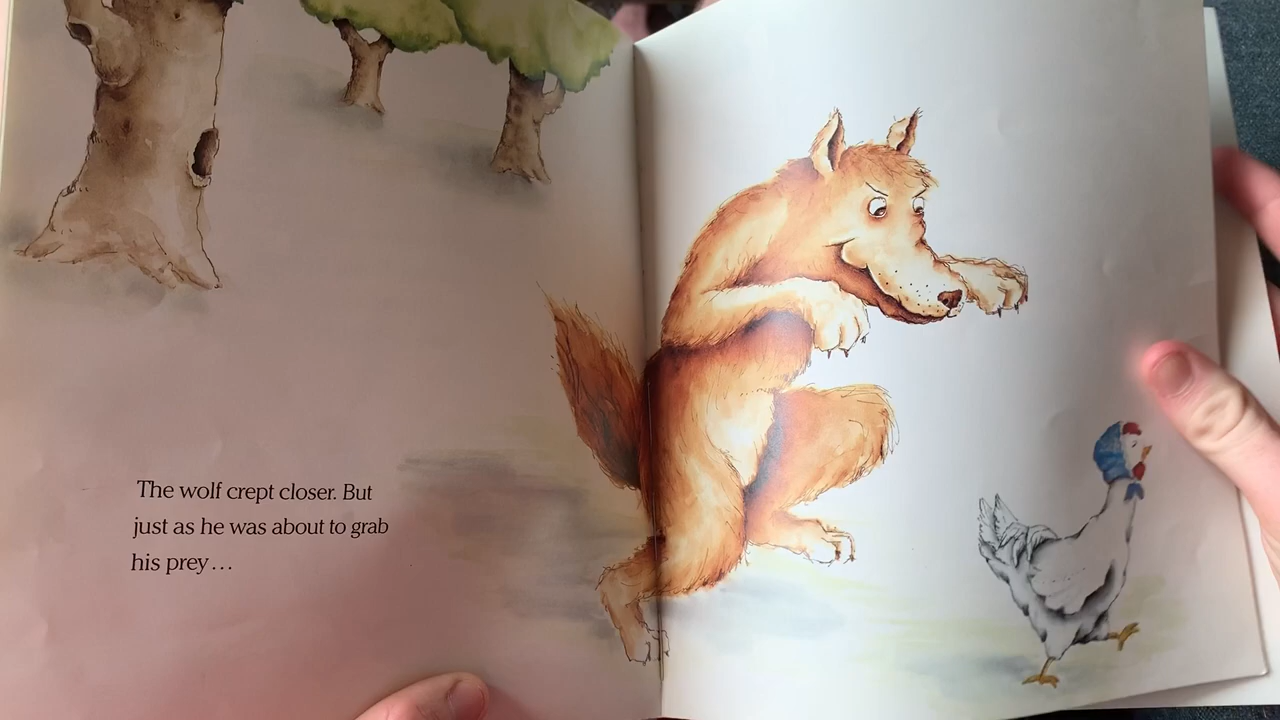 The wolf crept closer. But
just as he was about to grab
his prey...